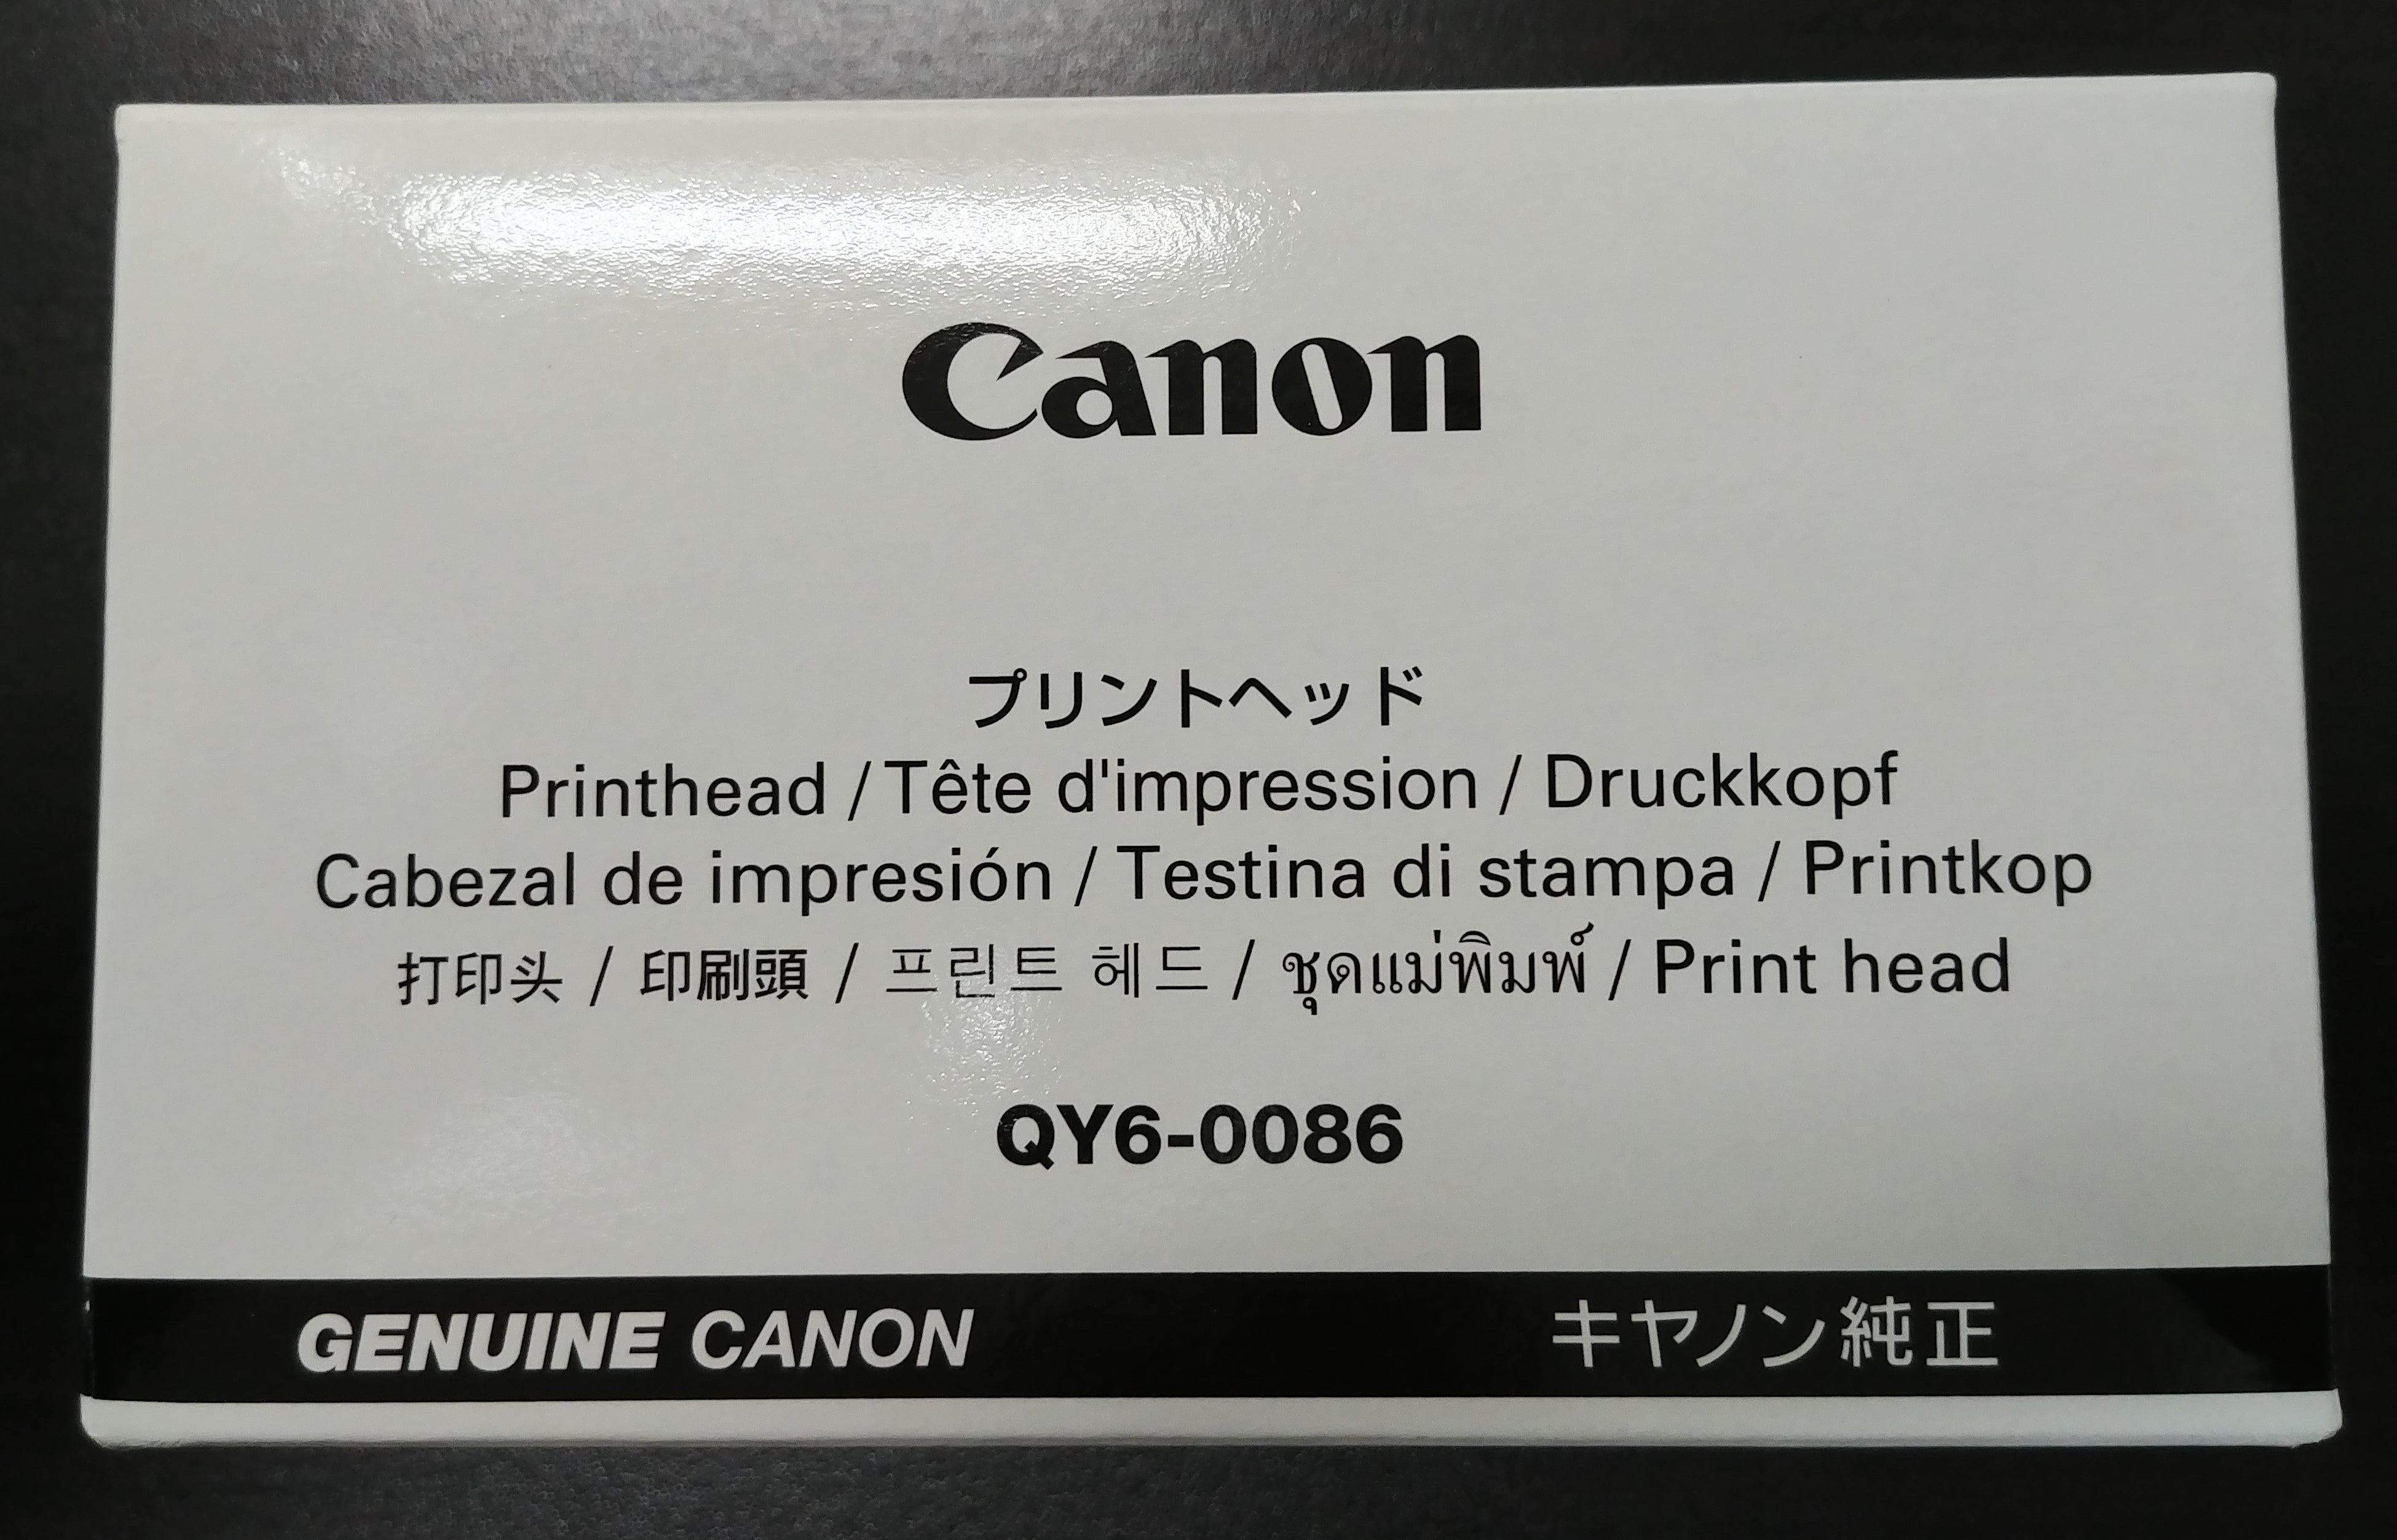 Canon
プリントヘッド
Printhead / Tête d'impression / Druckkopf
Cabezal de impresión / Testina di stampa / Printkop
打印头 / 印刷頭 / 프린트 헤드 / ชุดแม่พิมพ์ / Print head
QY6-0086
GENUINE CANON キヤノン純正